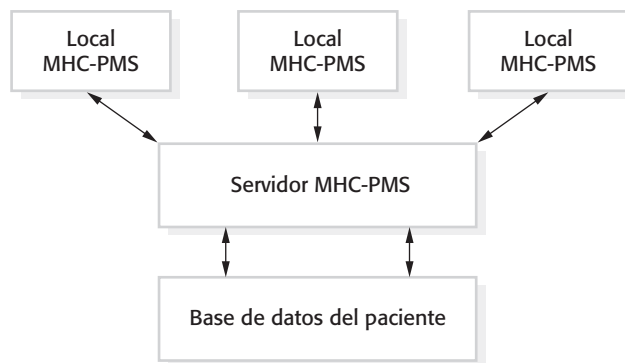 Local
MHC-PMS
Local
MHC-PMS
Local
MHC-PMS
Servidor MHC-PMS
Base de datos del paciente